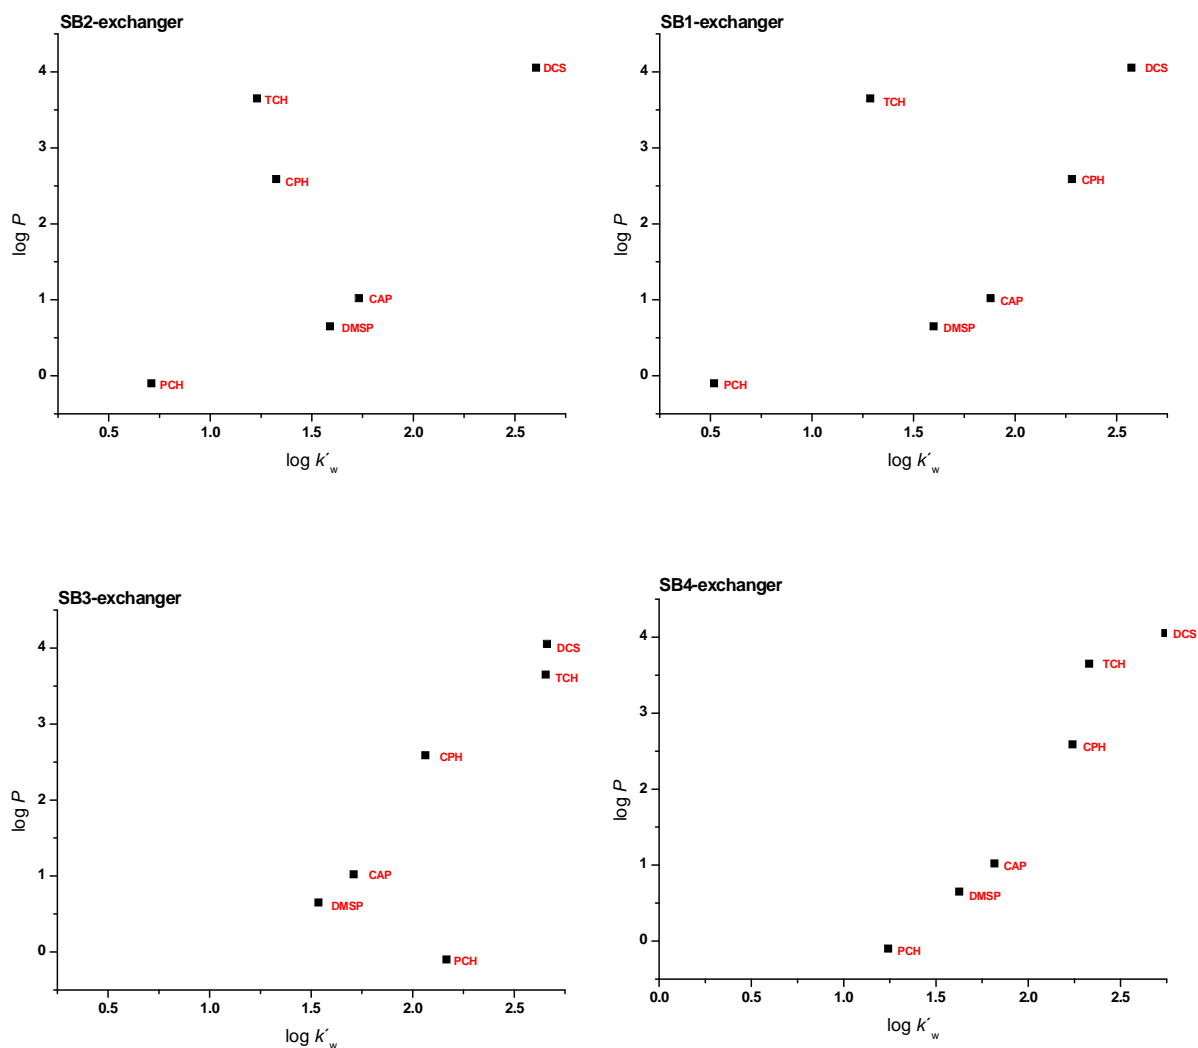 SB2-exchanger
4
3
2
1
0
log P
DCS
TCH
CPH
CAP
DMSP
PCH
0.5 1.0 1.5 2.0 2.5
log k´w
SB1-exchanger
4
3
2
1
0
log P
DCS
TCH
CPH
CAP
DMSP
PCH
0.5 1.0 1.5 2.0 2.5
log k´w
SB3-exchanger
4
3
2
1
0
log P
DCS
TCH
CPH
CAP
DMSP
PCH
0.5 1.0 1.5 2.0 2.5
log k´w
SB4-exchanger
4
3
2
1
0
log P
DCS
TCH
CPH
CAP
DMSP
PCH
0.0 0.5 1.0 1.5 2.0 2.5
log k´w